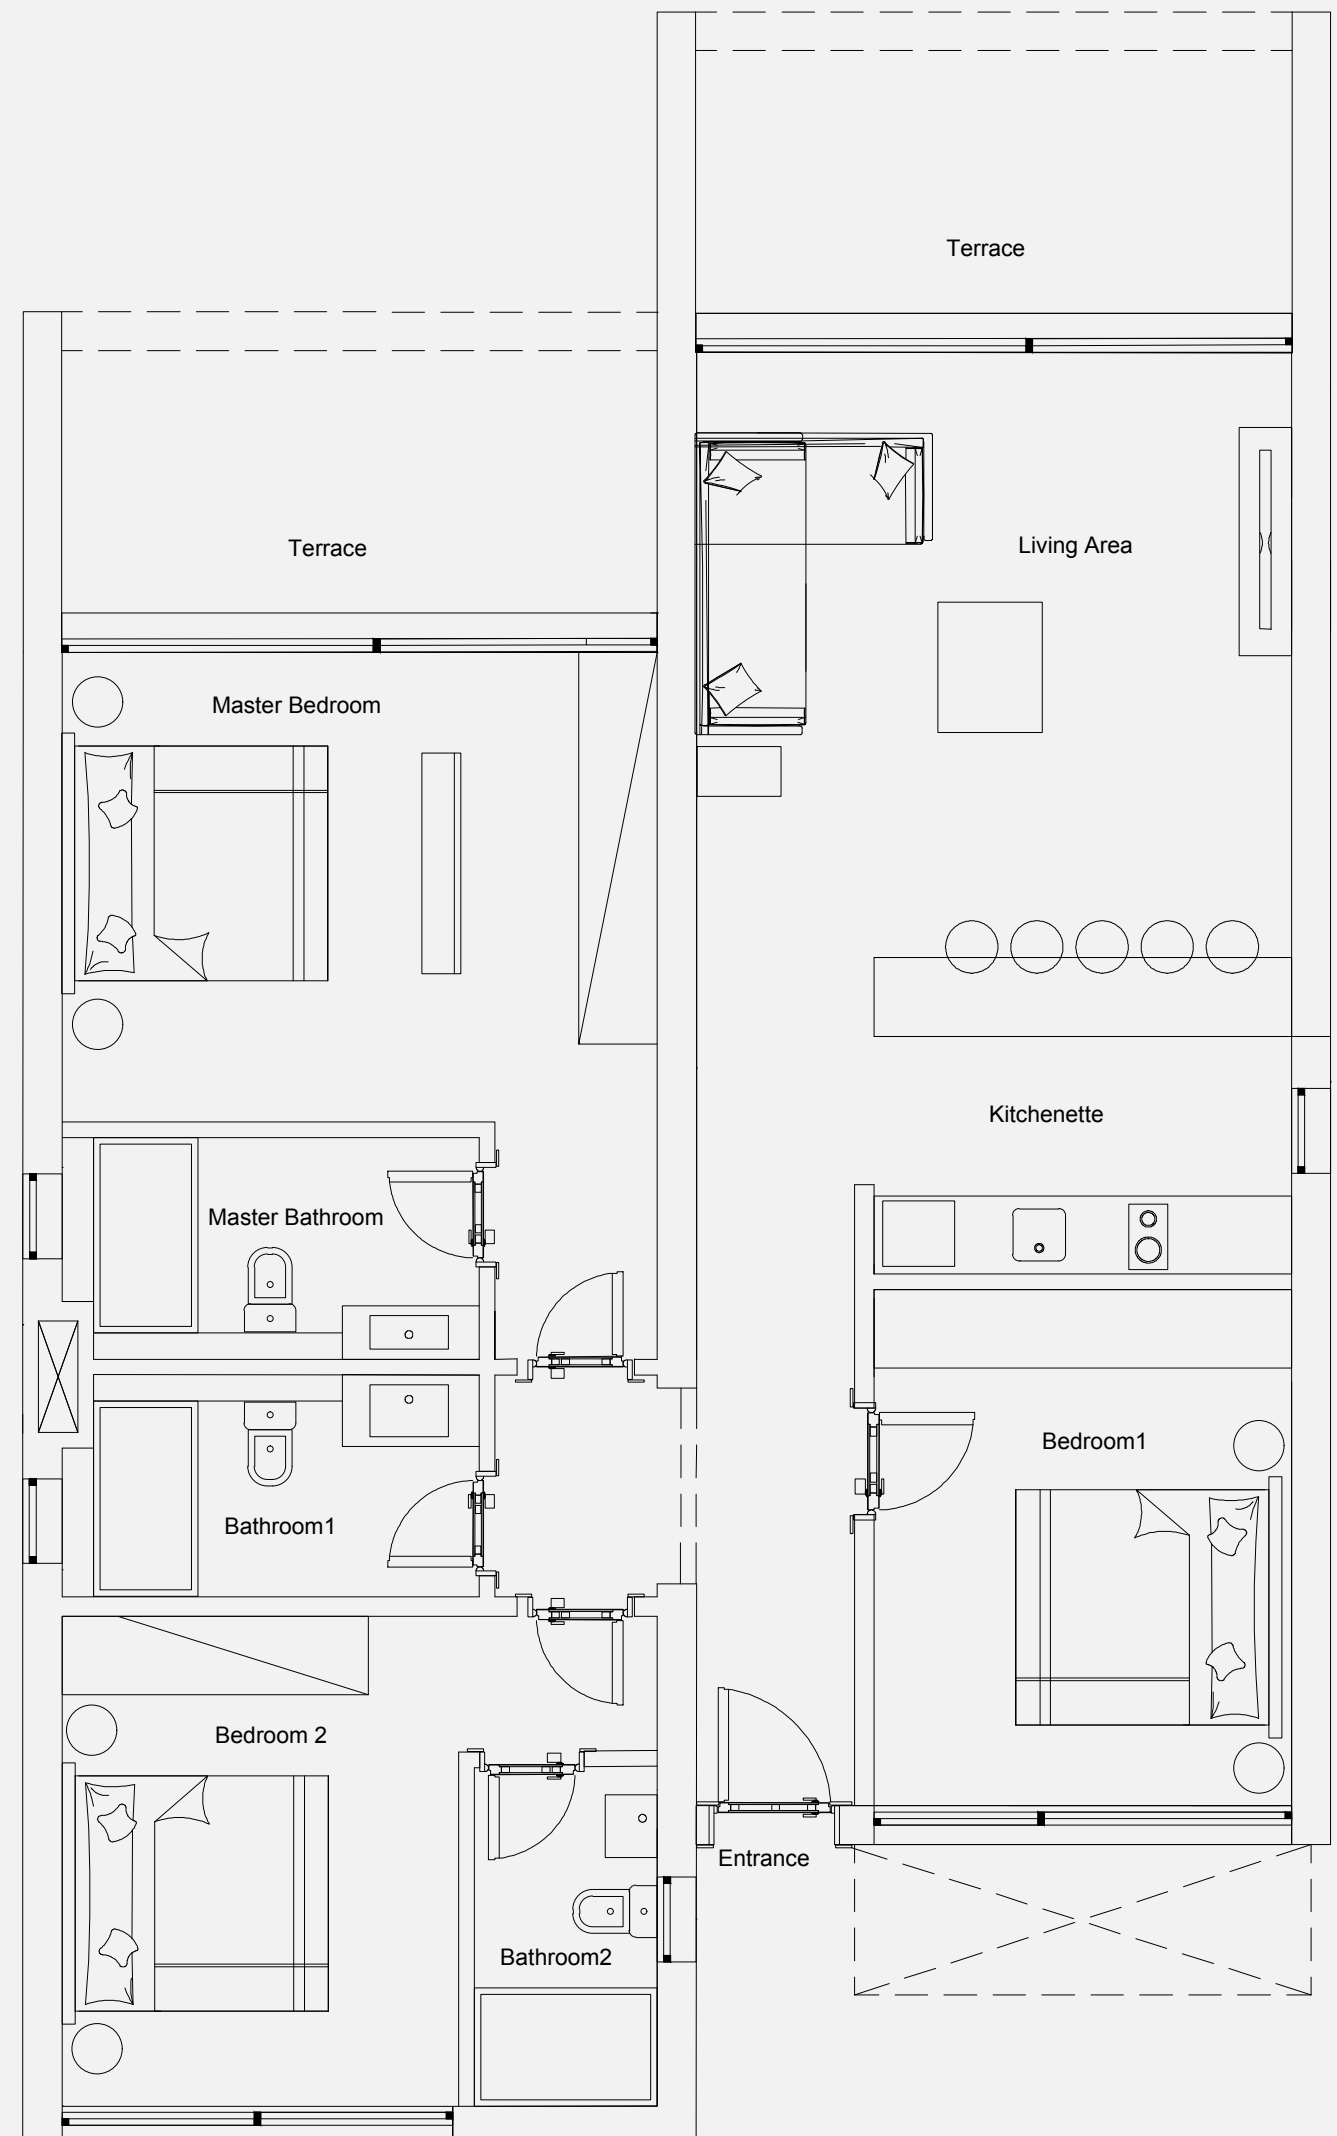 Terrace
Terrace
Living Area
Master Bedroom
Kitchenette
Master Bathroom
Bedroom1
Bathroom1
Bedroom 2
Entrance
Bathroom2